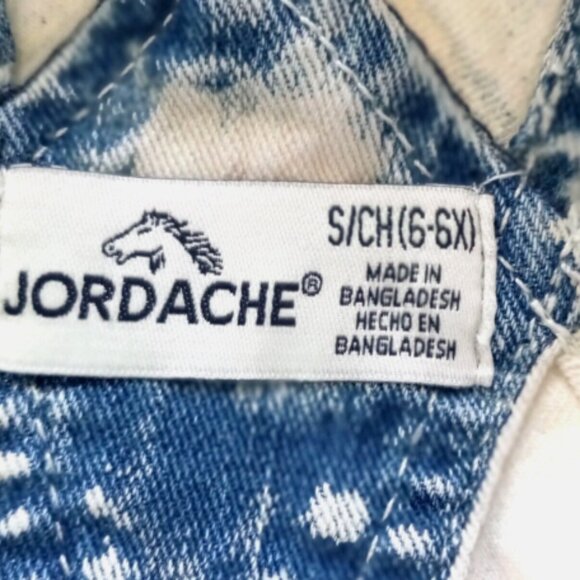 JORDACHE®
S/CH(6-6X)
MADE IN
BANGLADESH
HECHO EN
BANGLADESH